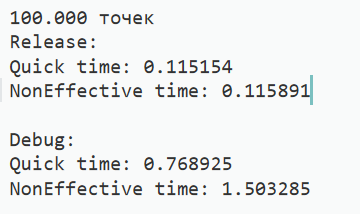 100.000 точек
Release:
Quick time: 0.115154
NonEffective time: 0.115891
Debug:
Quick time: 0.768925
NonEffective time: 1.503285